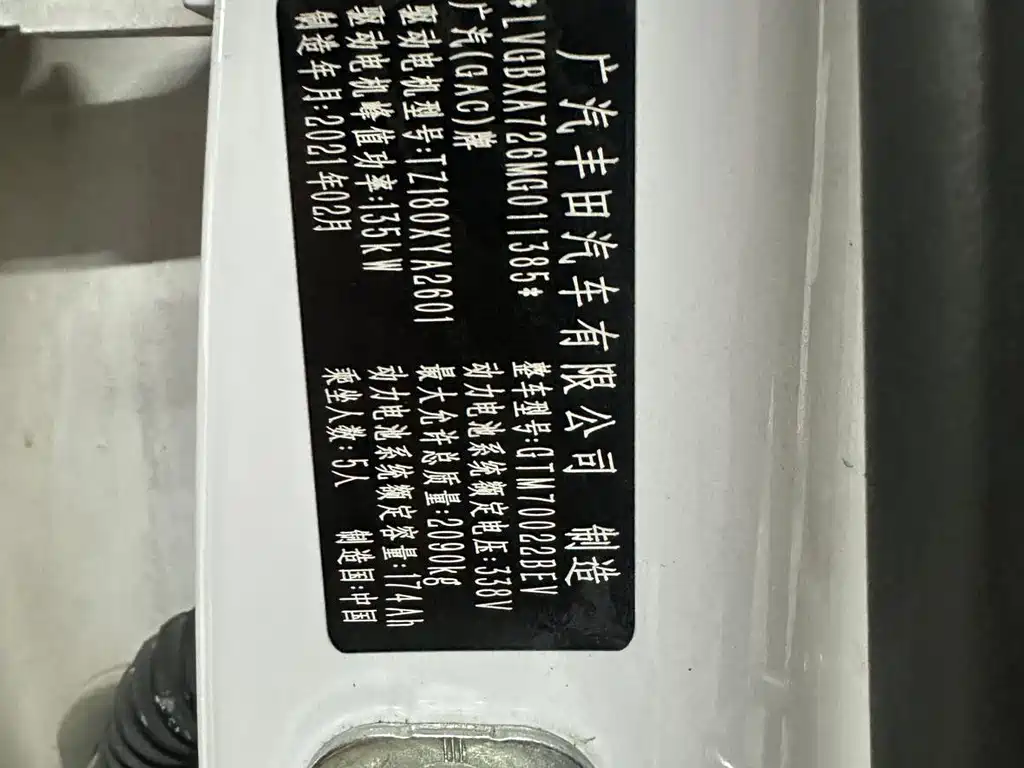 广汽丰田汽车有限公司 制造
*LVGBXA726MG011385* 整车型号:GTM70022BEV
广汽(GAC)牌 动力电池系统额定电压:338V
驱动电机型号:TZ180XYA2601 最大允许总质量:2090kg
驱动电机峰值功率:135kW 动力电池系统额定容量:174Ah
制造年月:2021年02月 乘坐人数:5人 制造国:中国